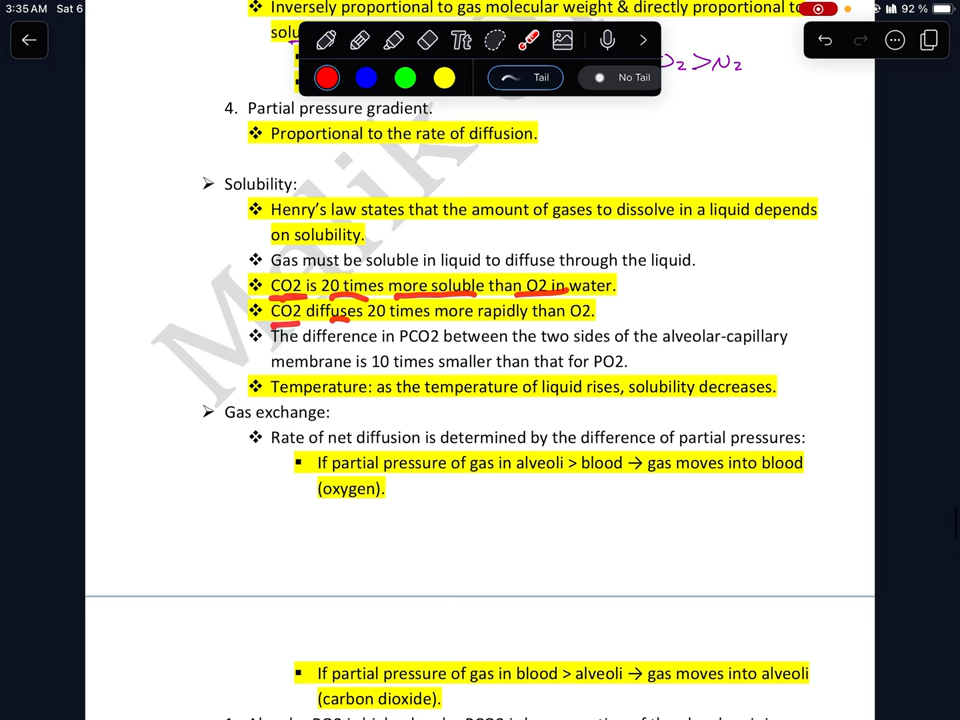 3:35 AM Sat 6
92 %
Inversely proportional to gas molecular weight & directly proportional to
solu
O₂ > N₂
Tt
Tail
No Tail
4. Partial pressure gradient.
❖ Proportional to the rate of diffusion.
➢ Solubility:
❖ Henry's law states that the amount of gases to dissolve in a liquid depends
on solubility.
❖ Gas must be soluble in liquid to diffuse through the liquid.
❖ CO2 is 20 times more soluble than O2 in water.
❖ CO2 diffuses 20 times more rapidly than O2.
❖ The difference in PCO2 between the two sides of the alveolar-capillary
membrane is 10 times smaller than that for PO2.
❖ Temperature: as the temperature of liquid rises, solubility decreases.
➢ Gas exchange:
❖ Rate of net diffusion is determined by the difference of partial pressures:
▪ If partial pressure of gas in alveoli > blood → gas moves into blood
(oxygen).
▪ If partial pressure of gas in blood > alveoli → gas moves into alveoli
(carbon dioxide).
Malik